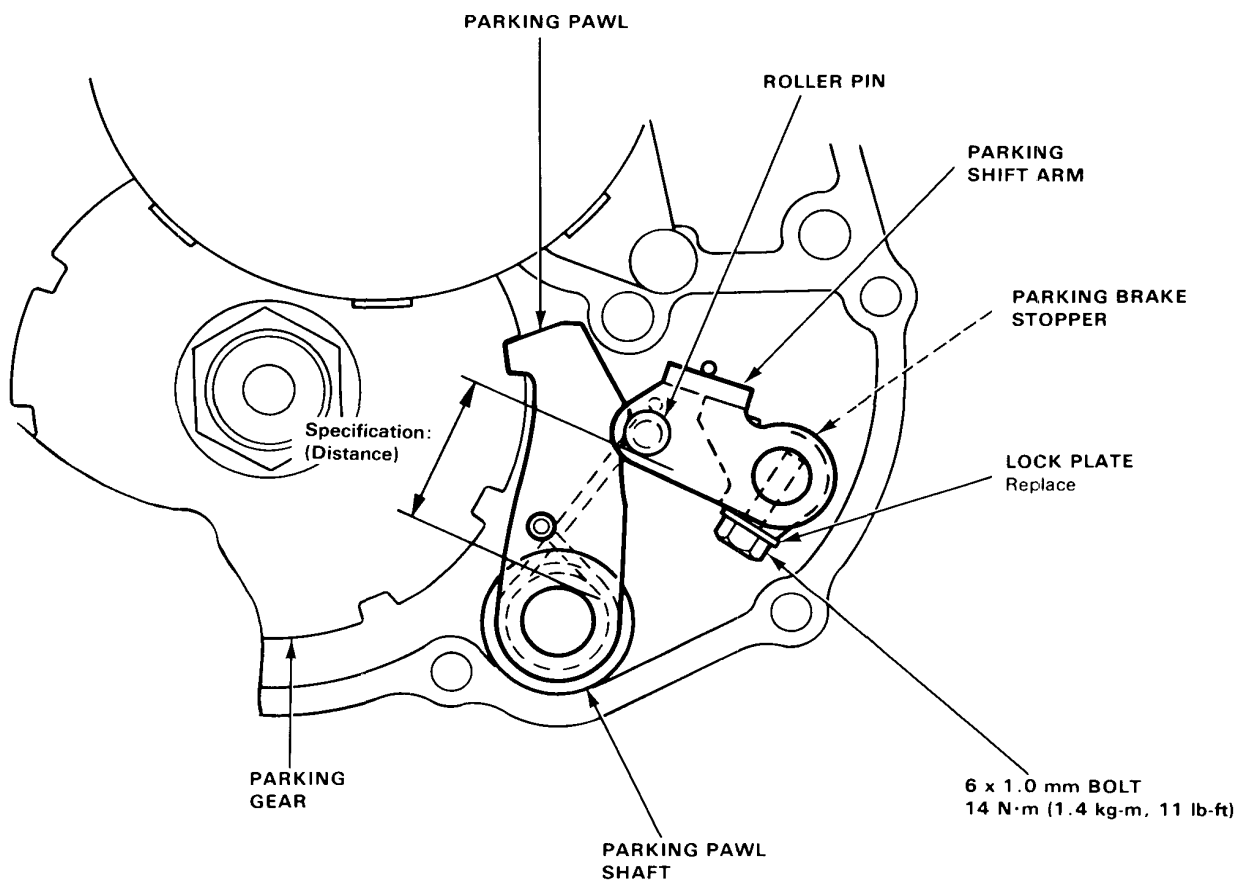 PARKING PAWL
ROLLER PIN
PARKING
SHIFT ARM
PARKING BRAKE
STOPPER
Specification:
(Distance)
LOCK PLATE
Replace
PARKING
GEAR
6 x 1.0 mm BOLT
14 N·m (1.4 kg-m, 11 lb-ft)
PARKING PAWL
SHAFT